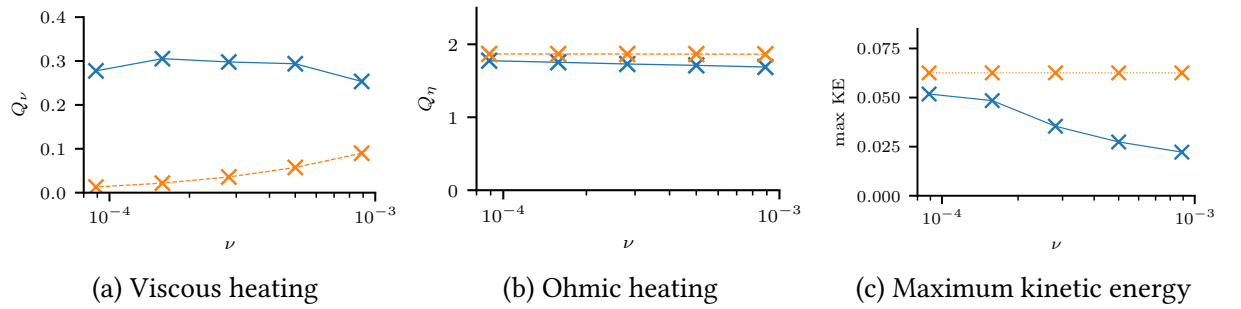 0.4
0.3
0.2
0.1
0.0
Qν
10⁻⁴
10⁻³
ν
(a) Viscous heating
2
1
0
Qη
10⁻⁴
10⁻³
ν
(b) Ohmic heating
0.075
0.050
0.025
0.000
max KE
10⁻⁴
10⁻³
ν
(c) Maximum kinetic energy